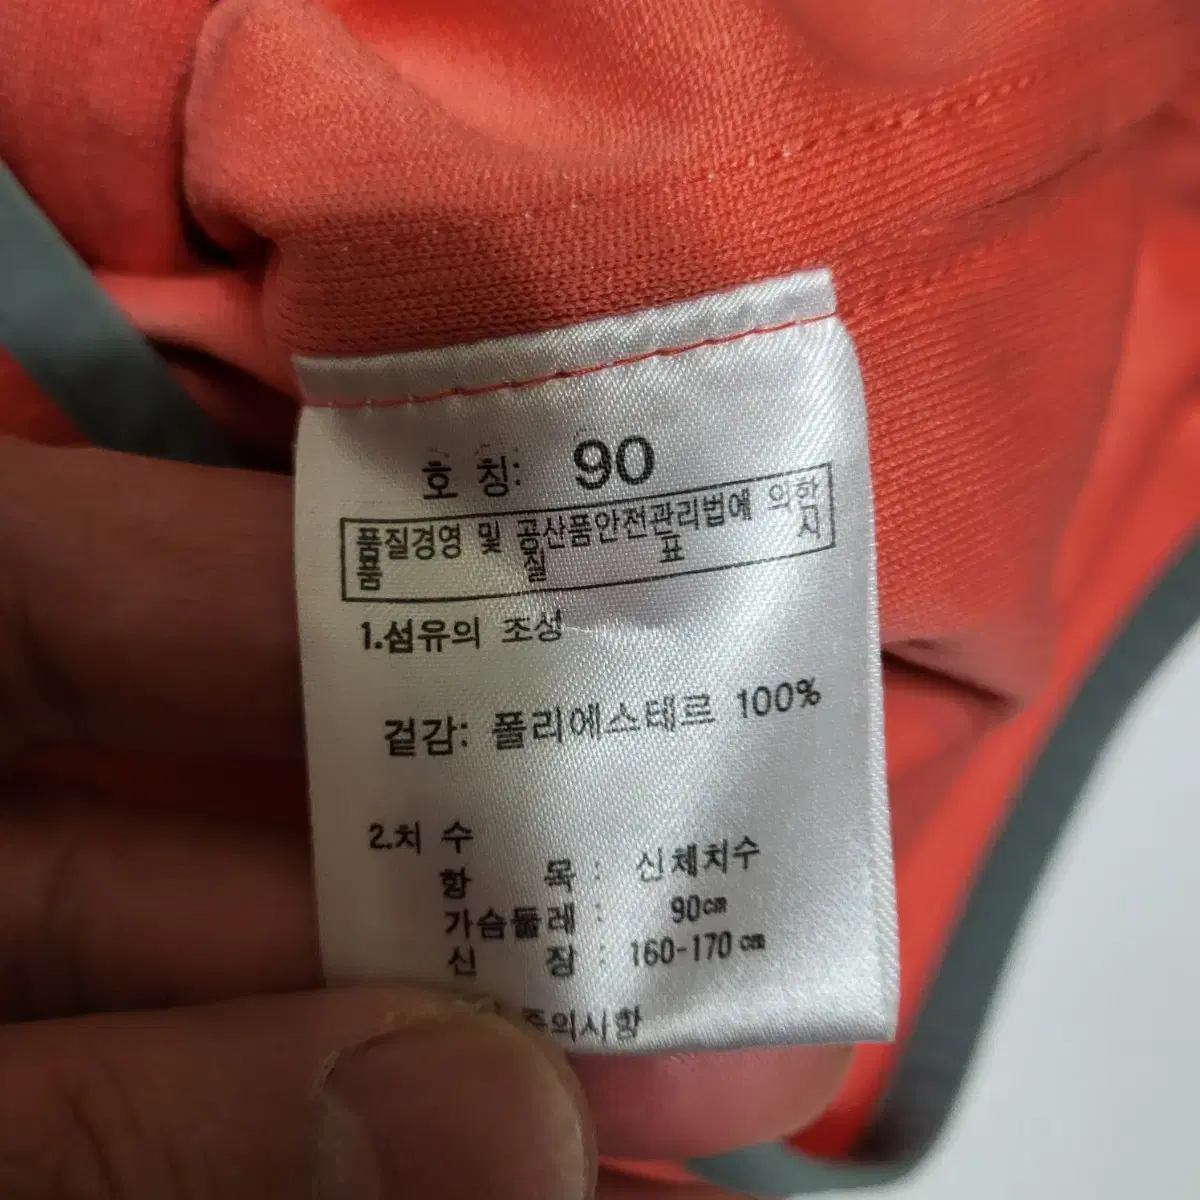 호 칭: 90
품질경영 및 공산품안전관리법에 의한
품 질 표 시
1.섬유의 조성
겉감: 폴리에스테르 100%
2.치 수
항 목 : 신체치수
가슴둘레 : 90cm
신 장 : 160-170cm
주의시항